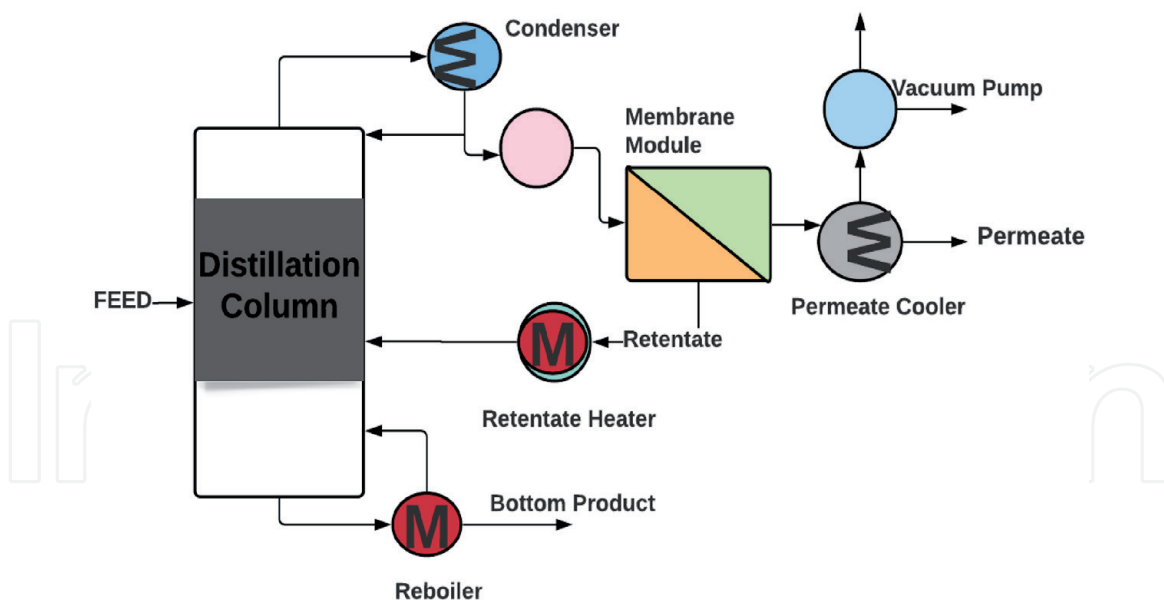 Condenser
Vacuum Pump
Membrane
Module
Distillation
Column
FEED
Permeate
Permeate Cooler
M
Retentate
Retentate Heater
Bottom Product
M
Reboiler